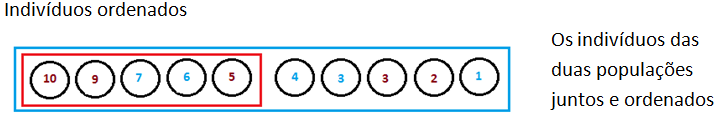 Indivíduos ordenados
10 9 7 6 5 4 3 3 2 1
Os indivíduos das
duas populações
juntos e ordenados